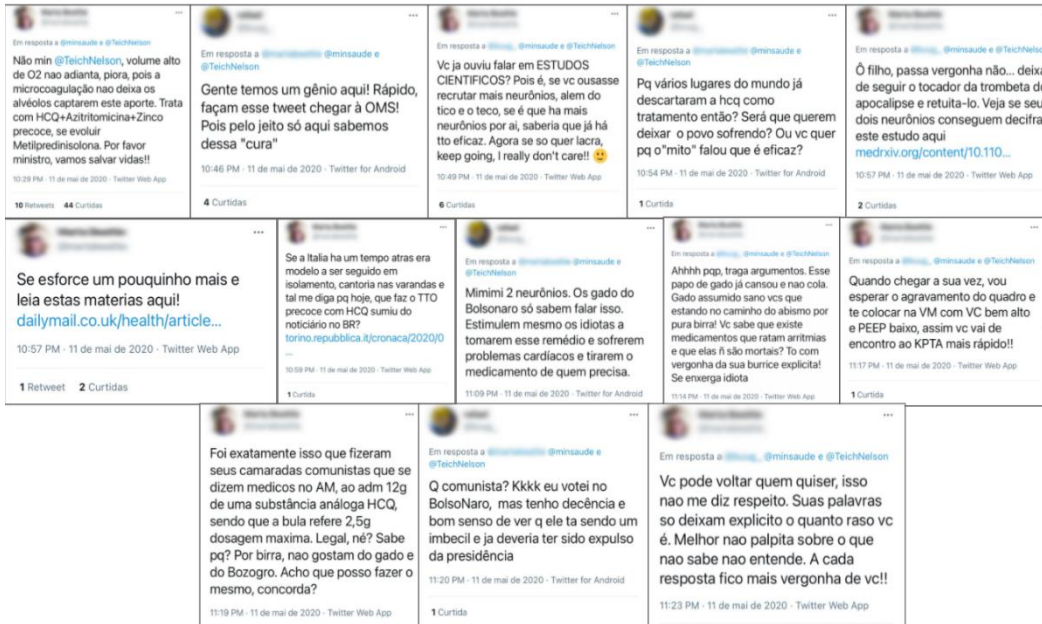 Em resposta a @minsaude e @TeichNelson
Não min @TeichNelson, volume alto
de O2 nao adianta, piora, pois a
microcoagulação nao deixa os
alvéolos captarem este aporte. Trata
com HCQ+Azitritomicina+Zinco
precoce, se evoluir
Metilpredinisolona. Por favor
ministro, vamos salvar vidas!!
10:29 PM · 11 de mai de 2020 · Twitter Web App
10 Retweets 44 Curtidas
Em resposta a @minsaude e
@TeichNelson
Gente temos um gênio aqui! Rápido,
façam esse tweet chegar à OMS!
Pois pelo jeito só aqui sabemos
dessa "cura"
10:46 PM · 11 de mai de 2020 · Twitter for Android
4 Curtidas
Em resposta a @minsaude e
@TeichNelson
Vc ja ouviu falar em ESTUDOS
CIENTIFICOS? Pois é, se vc ousasse
recrutar mais neurônios, alem do
tico e o teco, se é que ha mais
neurônios por ai, saberia que já há
tto eficaz. Agora se so quer lacra,
keep going, I really don't care!! 🙂
10:49 PM · 11 de mai de 2020 · Twitter Web App
6 Curtidas
Em resposta a @minsaude e
@TeichNelson
Pq vários lugares do mundo já
descartaram a hcq como
tratamento então? Será que querem
deixar o povo sofrendo? Ou vc quer
pq o"mito" falou que é eficaz?
10:54 PM · 11 de mai de 2020 · Twitter for Android
1 Curtida
Em resposta a @minsaude e @TeichNelso
Ô filho, passa vergonha não... deixa
de seguir o tocador da trombeta do
apocalipse e retuita-lo. Veja se seu
dois neurônios conseguem decifra
este estudo aqui
medrxiv.org/content/10.110...
10:57 PM · 11 de mai de 2020 · Twitter Web App
2 Curtidas
Se esforce um pouquinho mais e
leia estas materias aqui!
dailymail.co.uk/health/article...
10:57 PM · 11 de mai de 2020 · Twitter Web App
1 Retweet 2 Curtidas
Se a Italia ha um tempo atras era
modelo a ser seguido em
isolamento, cantoria nas varandas e
tal me diga pq hoje, que faz o TTO
precoce com HCQ sumiu do
noticiário no BR?
torino.repubblica.it/cronaca/2020/0
...
10:59 PM · 11 de mai de 2020 · Twitter Web App
1 Curtida
Em resposta a @minsaude e
@TeichNelson
Mimimi 2 neurônios. Os gado do
Bolsonaro só sabem falar isso.
Estimulem mesmo os idiotas a
tomarem esse remédio e sofrerem
problemas cardíacos e tirarem o
medicamento de quem precisa.
11:09 PM · 11 de mai de 2020 · Twitter for Android
Em resposta a @minsaude e @TeichNelson
Ahhhh pqp, traga argumentos. Esse
papo de gado já cansou e nao cola.
Gado assumido sano vcs que
estando no caminho do abismo por
pura birra! Vc sabe que existe
medicamentos que ratam arritmias
e que elas ñ são mortais? To com
vergonha da sua burrice explicita!
Se enxerga idiota
11:14 PM · 11 de mai de 2020 · Twitter Web App
Em resposta a @minsaude e @TeichNelson
Quando chegar a sua vez, vou
esperar o agravamento do quadro e
te colocar na VM com VC bem alto
e PEEP baixo, assim vc vai de
encontro ao KPTA mais rápido!!
11:17 PM · 11 de mai de 2020 · Twitter Web App
1 Curtida
Foi exatamente isso que fizeram
seus camaradas comunistas que se
dizem medicos no AM, ao adm 12g
de uma substância análoga HCQ,
sendo que a bula refere 2,5g
dosagem maxima. Legal, né? Sabe
pq? Por birra, nao gostam do gado e
do Bozogro. Acho que posso fazer o
mesmo, concorda?
11:19 PM · 11 de mai de 2020 · Twitter Web App
Em resposta a @minsaude e
@TeichNelson
Q comunista? Kkkk eu votei no
BolsoNaro, mas tenho decência e
bom senso de ver q ele ta sendo um
imbecil e ja deveria ter sido expulso
da presidência
11:20 PM · 11 de mai de 2020 · Twitter for Android
1 Curtida
Em resposta a @minsaude e @TeichNelson
Vc pode voltar quem quiser, isso
nao me diz respeito. Suas palavras
so deixam explicito o quanto raso vc
é. Melhor nao palpita sobre o que
nao sabe nao entende. A cada
resposta fico mais vergonha de vc!!
11:23 PM · 11 de mai de 2020 · Twitter Web App